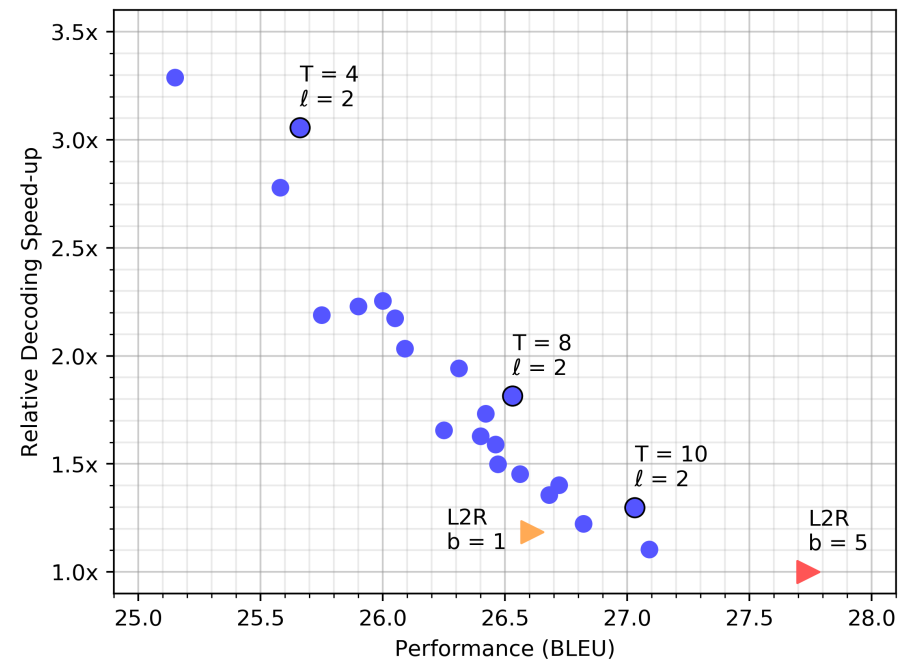 3.5x
3.0x
2.5x
2.0x
1.5x
1.0x
Relative Decoding Speed-up
T = 4
ℓ = 2
T = 8
ℓ = 2
T = 10
ℓ = 2
L2R
b = 1
L2R
b = 5
25.0 25.5 26.0 26.5 27.0 27.5 28.0
Performance (BLEU)